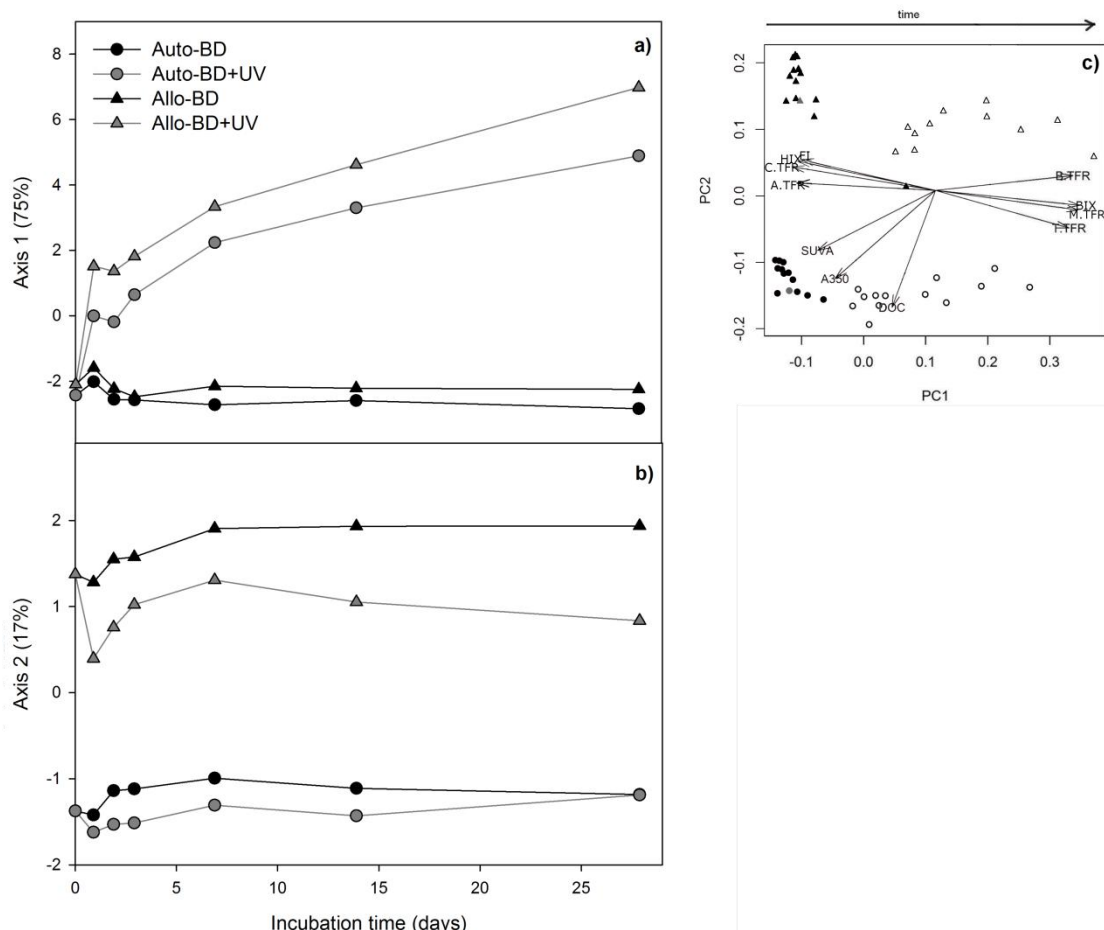 a)
Auto-BD
Auto-BD+UV
Allo-BD
Allo-BD+UV
8
6
4
2
0
-2
Axis 1 (75%)
b)
2
1
0
-1
-2
Axis 2 (17%)
0 5 10 15 20 25
Incubation time (days)
time
c)
0.2
0.1
0.0
-0.1
-0.2
PC2
HIX FI
C.TFR
A.TFR
B.TFR
BIX
M.TFR
T.TFR
SUVA
A350
DOC
-0.1 0.0 0.1 0.2 0.3
PC1